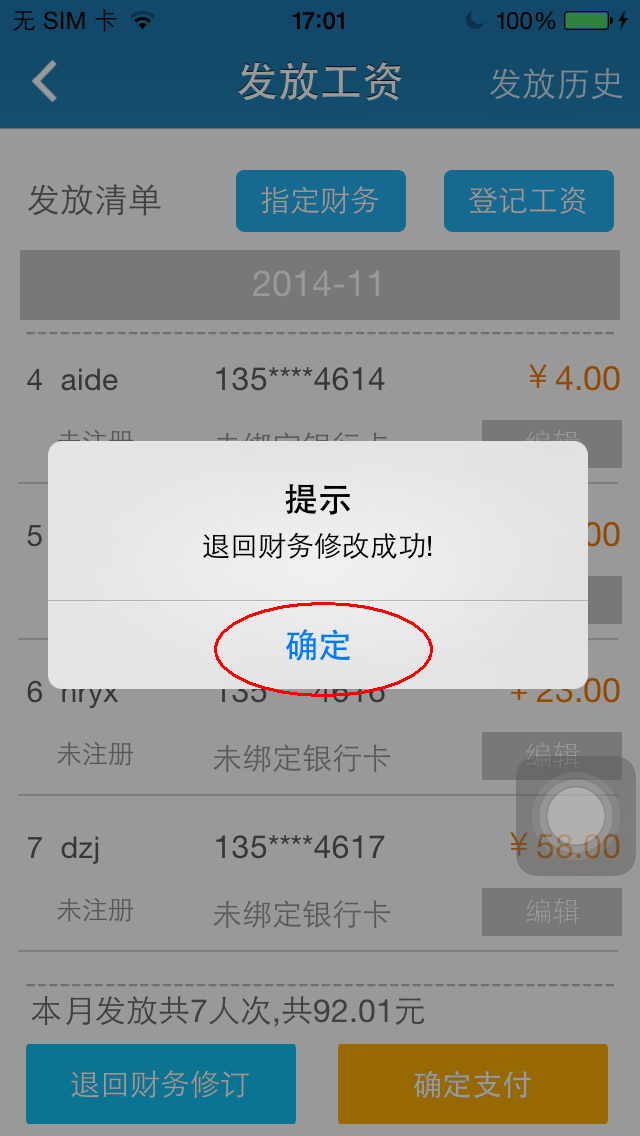 无 SIM 卡 17:01 100%
发放工资 发放历史
发放清单 指定财务 登记工资
2014-11
4 aide 135****4614 ¥4.00
未注册 未绑定银行卡 编辑
提示
5 00
退回财务修改成功!
确定
6 hryx 23.00
未注册 未绑定银行卡 编辑
7 dzj 135****4617 ¥58.00
未注册 未绑定银行卡 编辑
本月发放共7人次,共92.01元
退回财务修订 确定支付